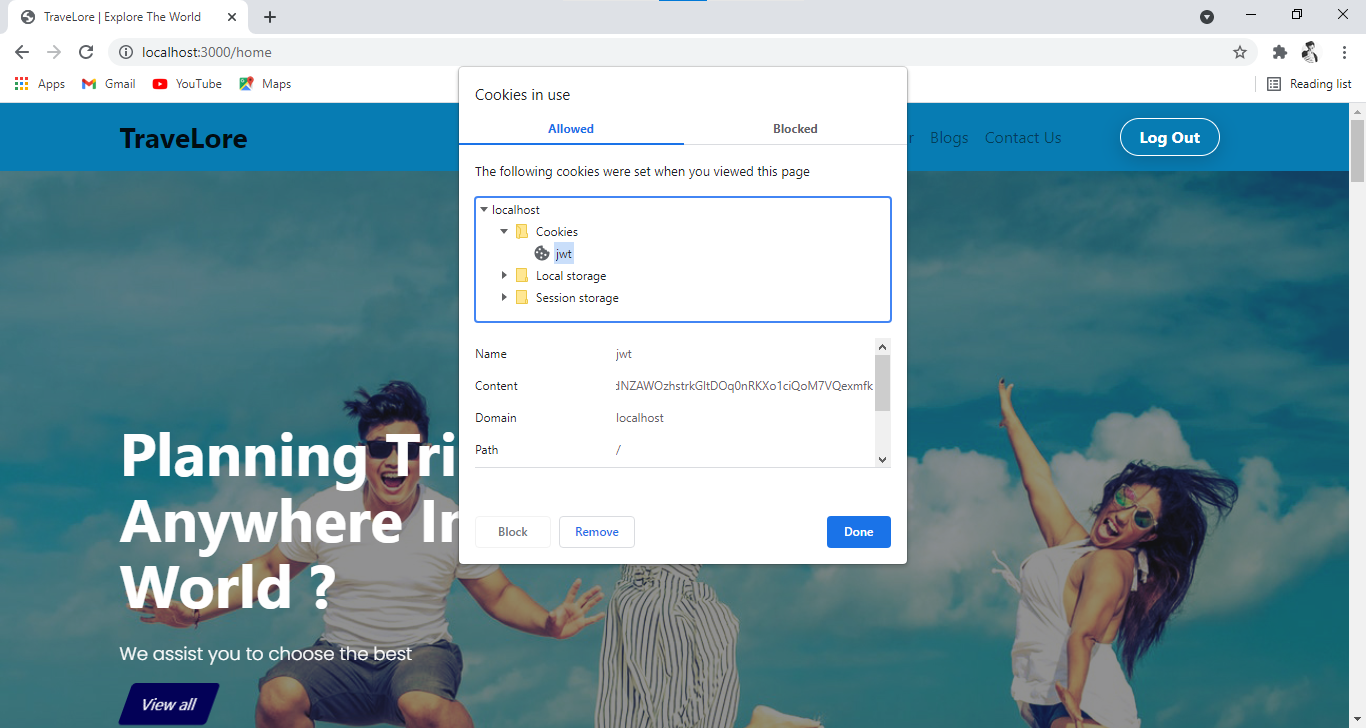 TraveLore | Explore The World
localhost:3000/home
Apps Gmail YouTube Maps Reading list
TraveLore
r Blogs Contact Us Log Out
Cookies in use
Allowed Blocked
The following cookies were set when you viewed this page
localhost
Cookies
jwt
Local storage
Session storage
Name jwt
Content dNZAWOzhstrkGltDOq0nRKXo1ciQoM7VQexmfk
Domain localhost
Path /
Block Remove Done
Planning Tri
Anywhere In
World ?
We assist you to choose the best
View all